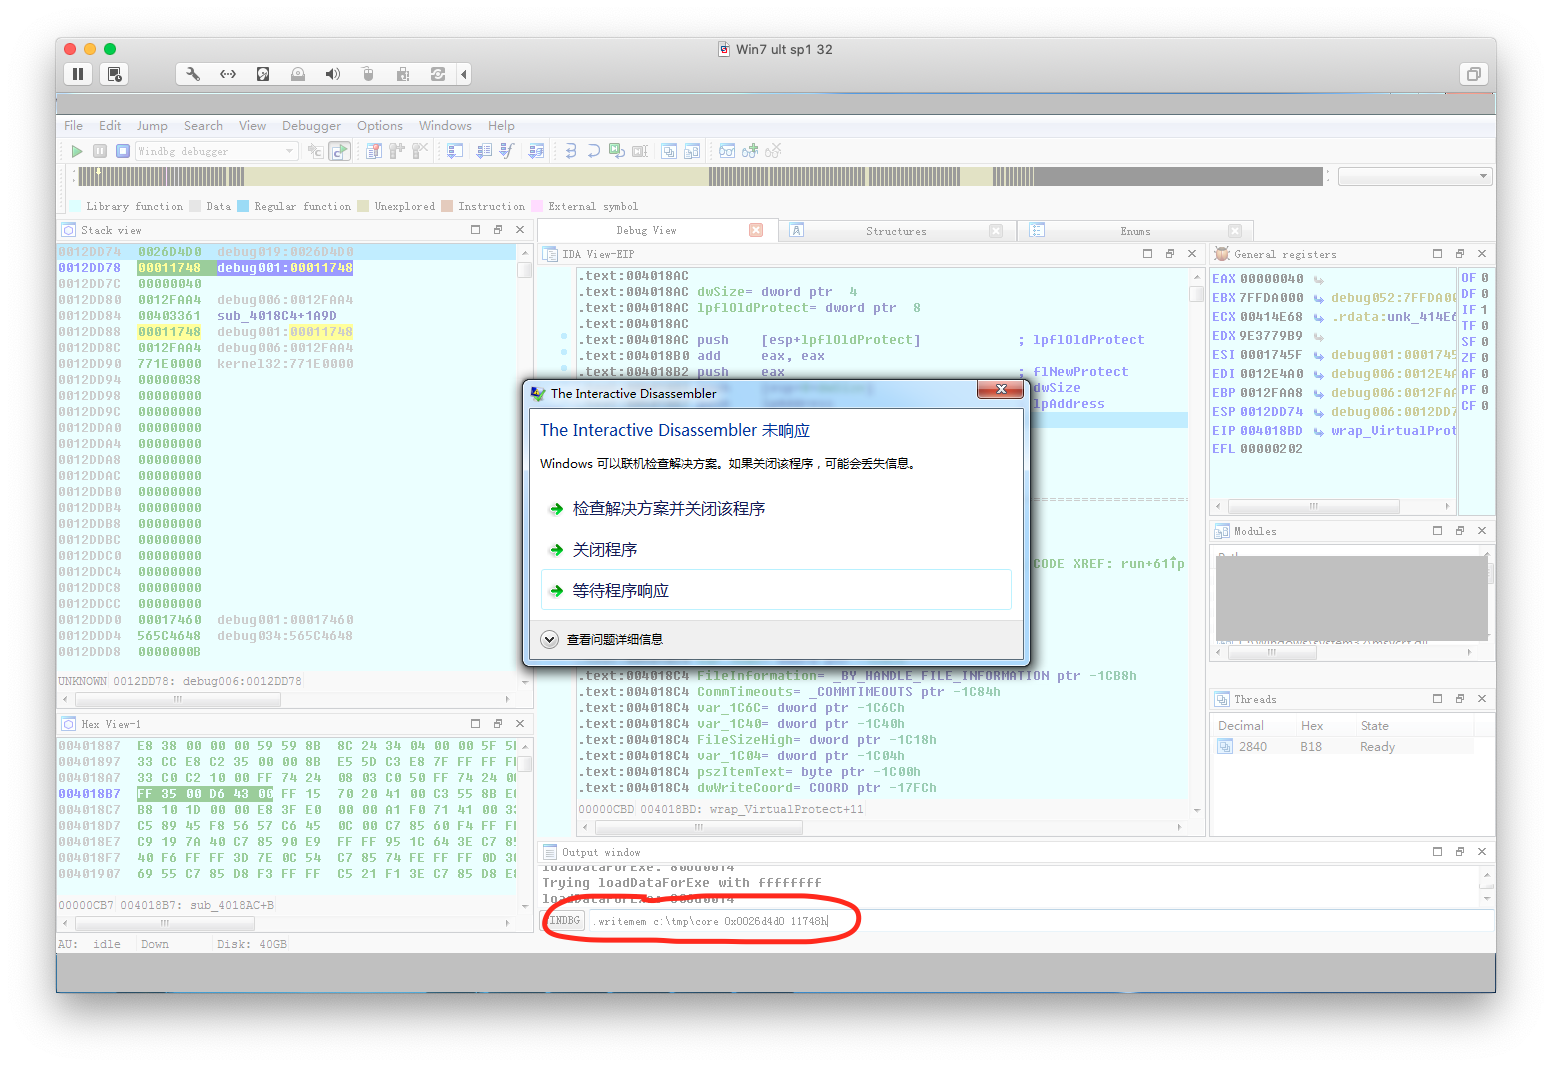 Win7 ult sp1 32
File Edit Jump Search View Debugger Options Windows Help
Windbg debugger
Library function Data Regular function Unexplored Instruction External symbol
Stack view
0012DD74 0026D4D0 debug019:0026D4D0
0012DD78 00011748 debug001:00011748
0012DD7C 00000040
0012DD80 0012FAA4 debug006:0012FAA4
0012DD84 00403361 sub_4018C4+1A9D
0012DD88 00011748 debug001:00011748
0012DD8C 0012FAA4 debug006:0012FAA4
0012DD90 771E0000 kernel32:771E0000
0012DD94 00000038
0012DD98 00000000
0012DD9C 00000000
0012DDA0 00000000
0012DDA4 00000000
0012DDA8 00000000
0012DDAC 00000000
0012DDB0 00000000
0012DDB4 00000000
0012DDB8 00000000
0012DDBC 00000000
0012DDC0 00000000
0012DDC4 00000000
0012DDC8 00000000
0012DDCC 00000000
0012DDD0 00017460 debug001:00017460
0012DDD4 565C4648 debug034:565C4648
0012DDD8 0000000B
UNKNOWN 0012DD78: debug006:0012DD78
Hex View-1
00401887 E8 38 00 00 00 59 59 8B 8C 24 34 04 00 00 5F 5
00401897 33 CC E8 C2 35 00 00 8B E5 5D C3 E8 7F FF FF F
004018A7 33 C0 C2 10 00 FF 74 24 08 03 C0 50 FF 74 24 0
004018B7 FF 35 00 D6 43 00 FF 15 70 20 41 00 C3 55 8B E
004018C7 B8 10 1D 00 00 E8 3F E0 00 00 A1 F0 71 41 00 3
004018D7 C5 89 45 F8 56 57 C6 45 0C 00 C7 85 60 F4 FF F
004018E7 C9 19 7A 40 C7 85 90 E9 FF FF 95 1C 64 3E C7 8
004018F7 40 F6 FF FF 3D 7E 0C 54 C7 85 74 FE FF FF 0D 3
00401907 69 55 C7 85 D8 F3 FF FF C5 21 F1 3E C7 85 D8 E
00000CB7 004018B7: sub_4018AC+B
AU: idle Down Disk: 40GB
Debug View Structures Enums
IDA View-EIP
.text:004018AC
.text:004018AC dwSize= dword ptr 4
.text:004018AC lpflOldProtect= dword ptr 8
.text:004018AC
.text:004018AC push [esp+lpflOldProtect] ; lpflOldProtect
.text:004018B0 add eax, eax
.text:004018B2 push eax ; flNewProtect
dwSize
lpAddress
The Interactive Disassembler
The Interactive Disassembler 未响应
Windows 可以联机检查解决方案。如果关闭该程序，可能会丢失信息。
检查解决方案并关闭该程序
关闭程序
等待程序响应
查看问题详细信息
CODE XREF: run+61↑p
.text:004018C4 FileInformation= _BY_HANDLE_FILE_INFORMATION ptr -1CB8h
.text:004018C4 CommTimeouts= _COMMTIMEOUTS ptr -1C84h
.text:004018C4 var_1C6C= dword ptr -1C6Ch
.text:004018C4 var_1C40= dword ptr -1C40h
.text:004018C4 FileSizeHigh= dword ptr -1C18h
.text:004018C4 var_1C04= dword ptr -1C04h
.text:004018C4 pszItemText= byte ptr -1C00h
.text:004018C4 dwWriteCoord= COORD ptr -17FCh
00000CBD 004018BD: wrap_VirtualProtect+11
General registers
EAX 00000040
EBX 7FFDA000 debug052:7FFDA00
ECX 00414E68 .rdata:unk_414E6
EDX 9E3779B9
ESI 0001745F debug001:0001745
EDI 0012E4A0 debug006:0012E4A
EBP 0012FAA8 debug006:0012FAA
ESP 0012DD74 debug006:0012DD7
EIP 004018BD wrap_VirtualProt
EFL 00000202
OF 0
DF 0
IF 1
TF 0
SF 0
ZF 0
AF 0
PF 0
CF 0
Modules
Threads
Decimal Hex State
2840 B18 Ready
Output window
loadDataForExe: 800d0014
Trying loadDataForExe with ffffffff
INDBG .writemem c:\tmp\core 0x0026d4d0 11748h